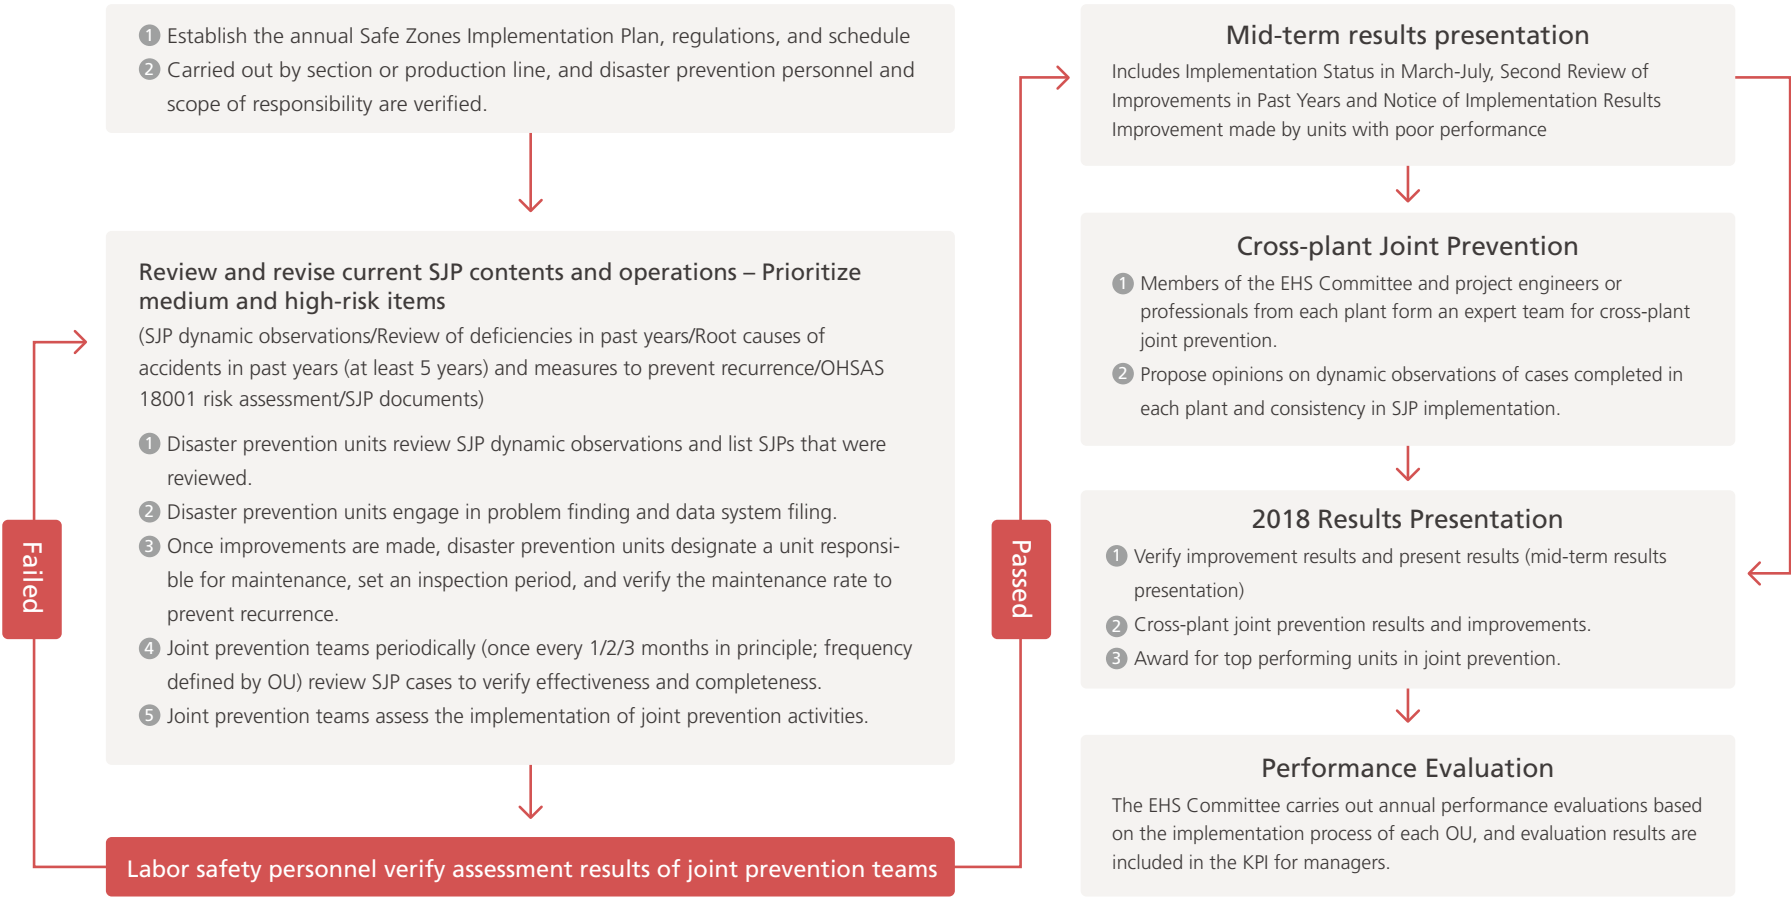 1 Establish the annual Safe Zones Implementation Plan, regulations, and schedule
2 Carried out by section or production line, and disaster prevention personnel and
scope of responsibility are verified.
Review and revise current SJP contents and operations – Prioritize
medium and high-risk items
(SJP dynamic observations/Review of deficiencies in past years/Root causes of
accidents in past years (at least 5 years) and measures to prevent recurrence/OHSAS
18001 risk assessment/SJP documents)
1 Disaster prevention units review SJP dynamic observations and list SJPs that were
reviewed.
2 Disaster prevention units engage in problem finding and data system filing.
3 Once improvements are made, disaster prevention units designate a unit responsi-
ble for maintenance, set an inspection period, and verify the maintenance rate to
prevent recurrence.
4 Joint prevention teams periodically (once every 1/2/3 months in principle; frequency
defined by OU) review SJP cases to verify effectiveness and completeness.
5 Joint prevention teams assess the implementation of joint prevention activities.
Failed
Labor safety personnel verify assessment results of joint prevention teams
Passed
Mid-term results presentation
Includes Implementation Status in March-July, Second Review of
Improvements in Past Years and Notice of Implementation Results
Improvement made by units with poor performance
Cross-plant Joint Prevention
1 Members of the EHS Committee and project engineers or
professionals from each plant form an expert team for cross-plant
joint prevention.
2 Propose opinions on dynamic observations of cases completed in
each plant and consistency in SJP implementation.
2018 Results Presentation
1 Verify improvement results and present results (mid-term results
presentation)
2 Cross-plant joint prevention results and improvements.
3 Award for top performing units in joint prevention.
Performance Evaluation
The EHS Committee carries out annual performance evaluations based
on the implementation process of each OU, and evaluation results are
included in the KPI for managers.